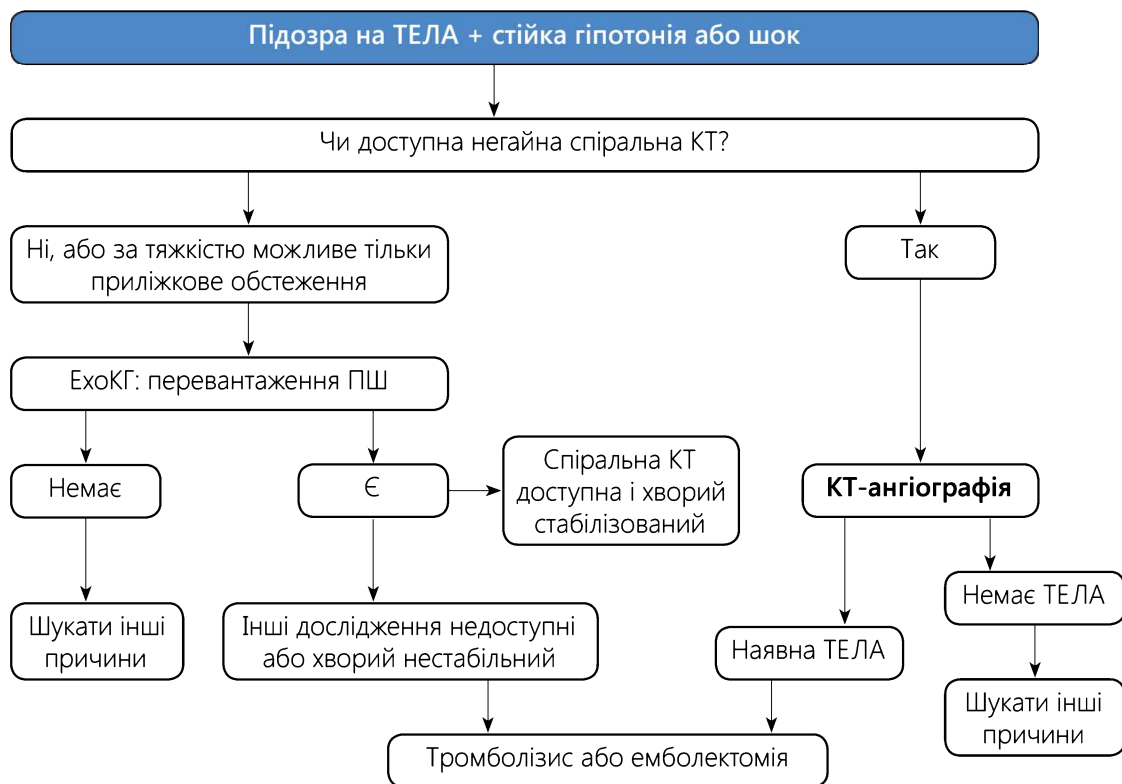 Підозра на ТЕЛА + стійка гіпотонія або шок
Чи доступна негайна спіральна КТ?
Ні, або за тяжкістю можливе тільки
приліжкове обстеження
Так
ЕхоКГ: перевантаження ПШ
Немає
Є
Спіральна КТ
доступна і хворий
стабілізований
КТ-ангіографія
Шукати інші
причини
Інші дослідження недоступні
або хворий нестабільний
Наявна ТЕЛА
Немає ТЕЛА
Шукати інші
причини
Тромболізис або емболектомія